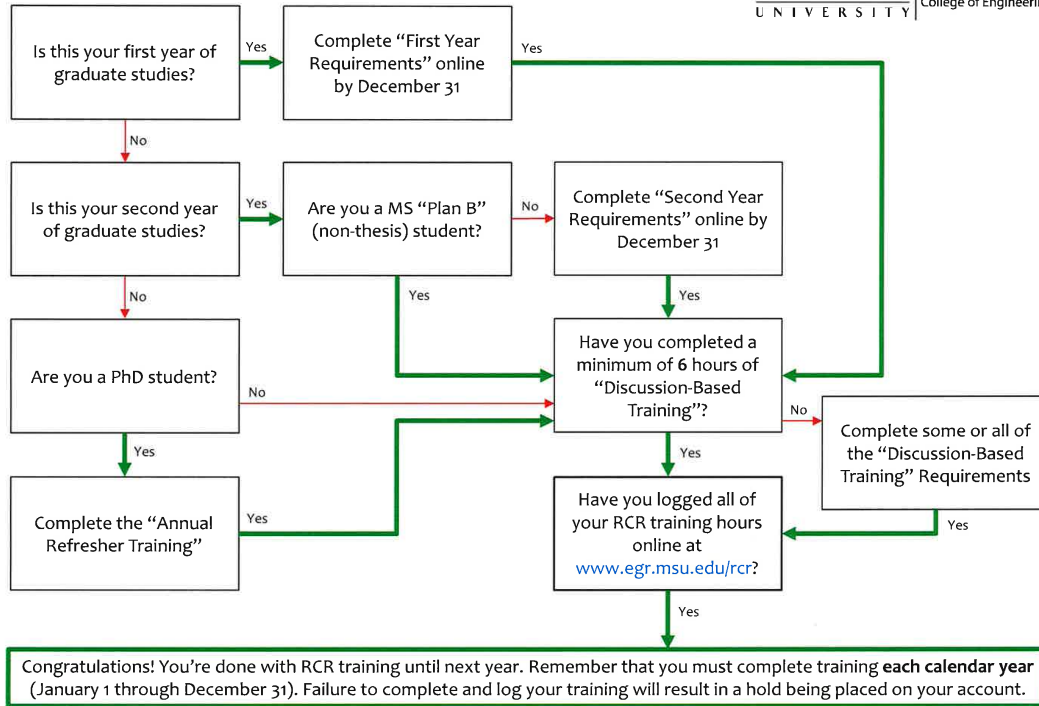 UNIVERSITY
College of
Is this your first year of
graduate studies?
Yes
Complete “First Year
Requirements” online
by December 31
Yes
No
Is this your second year
of graduate studies?
Yes
Are you a MS “Plan B”
(non-thesis) student?
No
Complete “Second Year
Requirements” online by
December 31
No
Yes
Yes
Are you a PhD student?
No
Have you completed a
minimum of 6 hours of
“Discussion-Based
Training”?
No
Complete some or all of
the “Discussion-Based
Training” Requirements
Yes
Yes
Complete the “Annual
Refresher Training”
Yes
Have you logged all of
your RCR training hours
online at
www.egr.msu.edu/rcr?
Yes
Yes
Congratulations! You’re done with RCR training until next year. Remember that you must complete training each calendar year
(January 1 through December 31). Failure to complete and log your training will result in a hold being placed on your account.